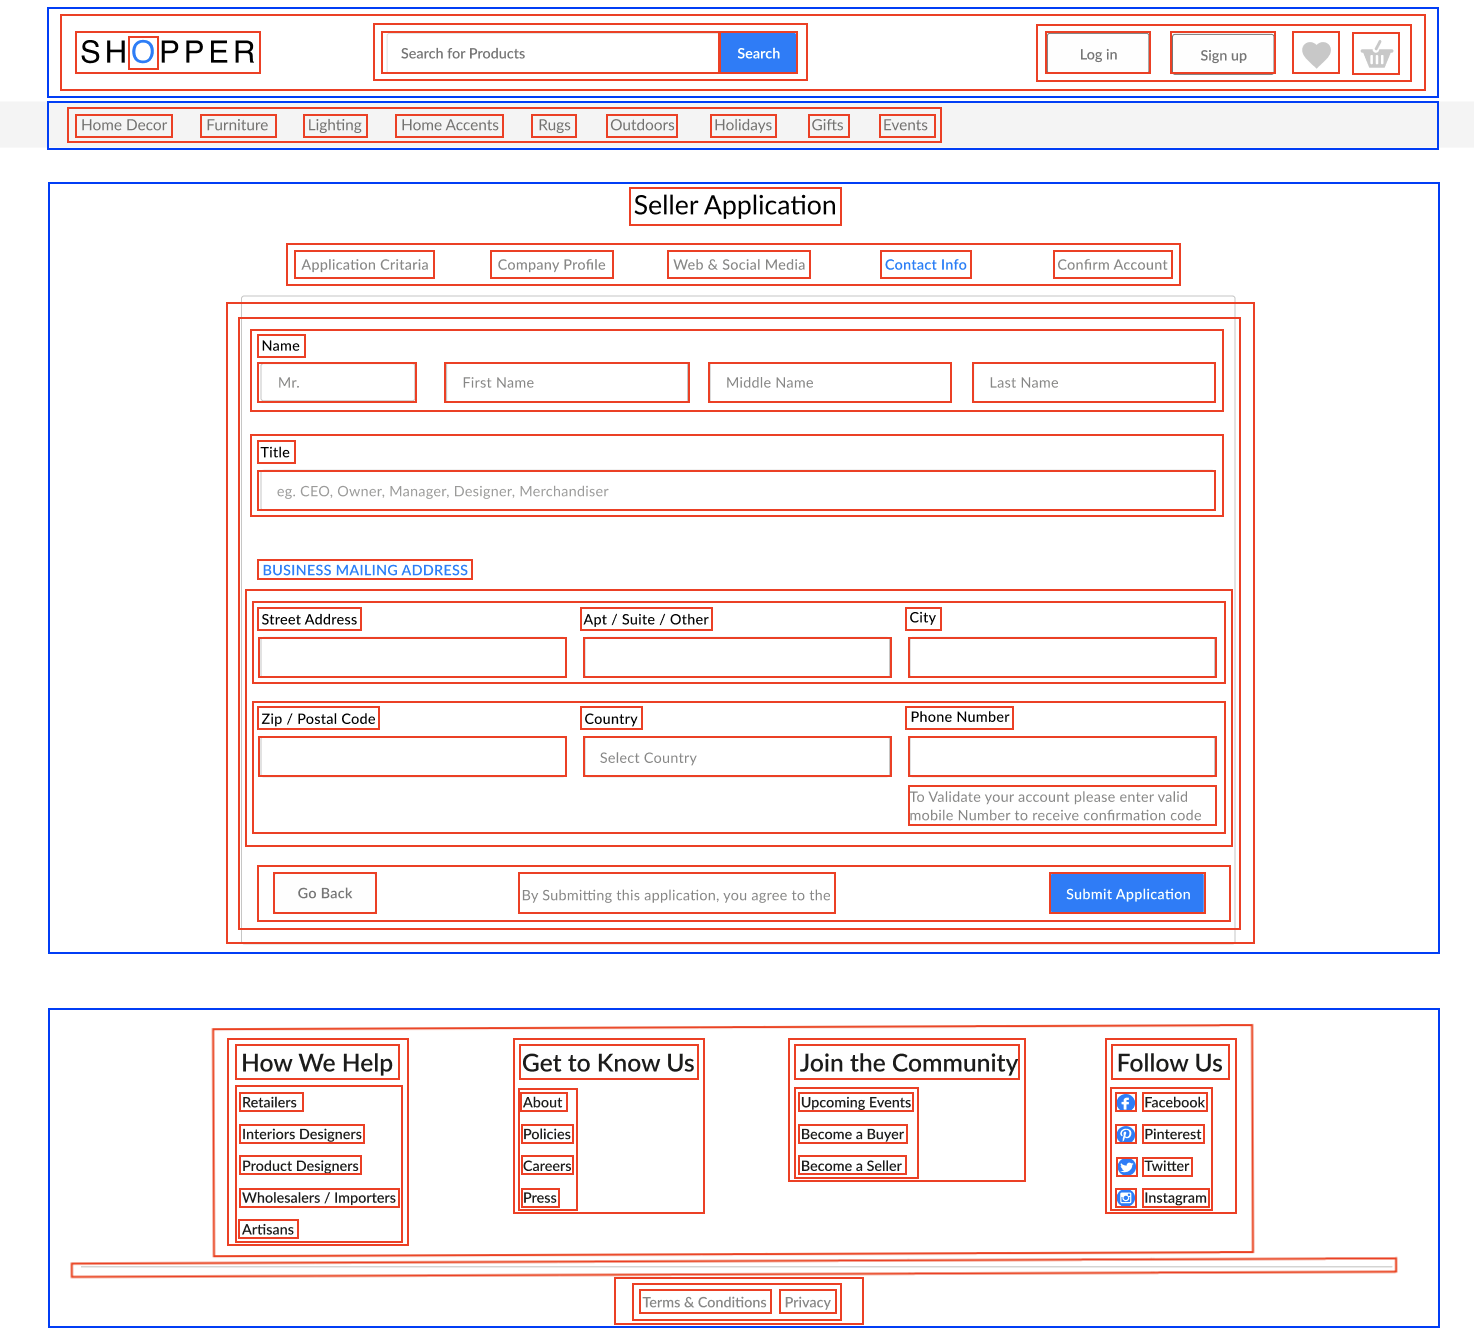 SHOPPER
Search for Products
Search
Log in
Sign up
Home Decor
Furniture
Lighting
Home Accents
Rugs
Outdoors
Holidays
Gifts
Events
Seller Application
Application Critaria
Company Profile
Web & Social Media
Contact Info
Confirm Account
Name
Mr.
First Name
Middle Name
Last Name
Title
eg. CEO, Owner, Manager, Designer, Merchandiser
BUSINESS MAILING ADDRESS
Street Address
Apt / Suite / Other
City
Zip / Postal Code
Country
Phone Number
Select Country
To Validate your account please enter valid
mobile Number to receive confirmation code
Go Back
By Submitting this application, you agree to the
Submit Application
How We Help
Retailers
Interiors Designers
Product Designers
Wholesalers / Importers
Artisans
Get to Know Us
About
Policies
Careers
Press
Join the Community
Upcoming Events
Become a Buyer
Become a Seller
Follow Us
Facebook
Pinterest
Twitter
Instagram
Terms & Conditions
Privacy